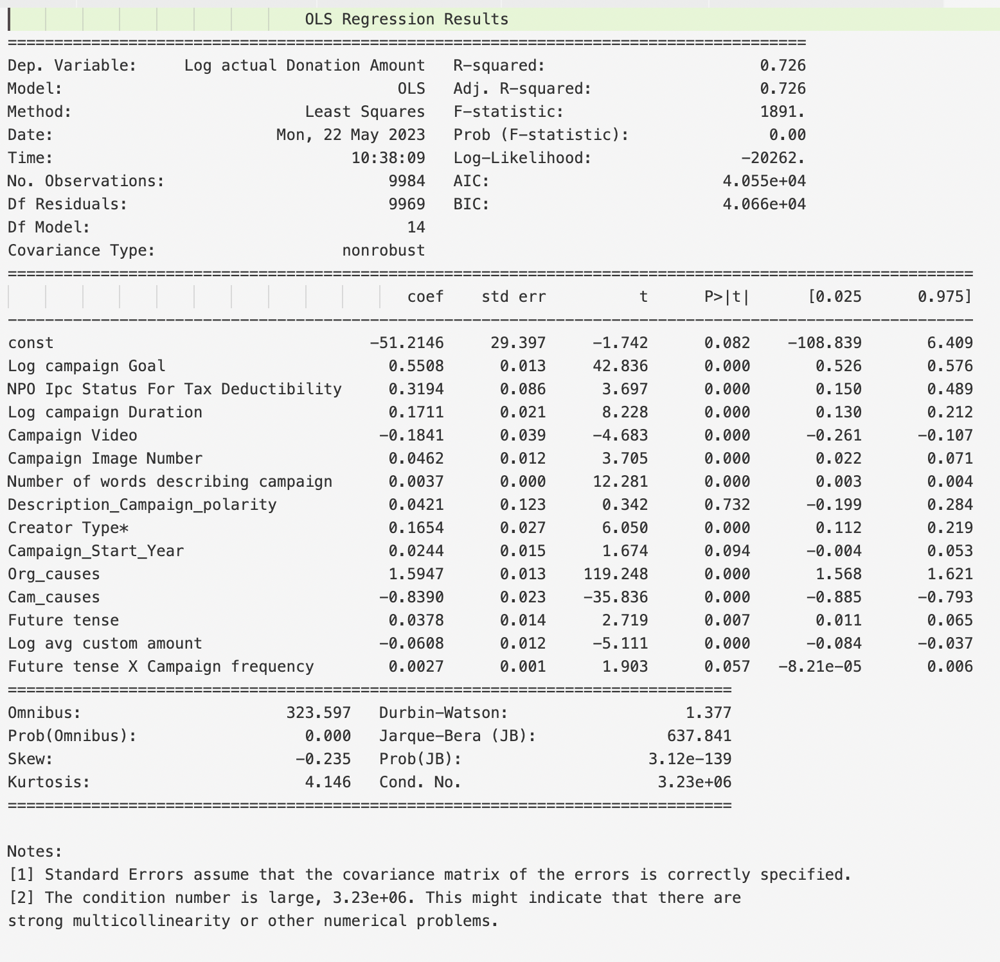 OLS Regression Results
==============================================================================
Dep. Variable: Log actual Donation Amount R-squared: 0.726
Model: OLS Adj. R-squared: 0.726
Method: Least Squares F-statistic: 1891.
Date: Mon, 22 May 2023 Prob (F-statistic): 0.00
Time: 10:38:09 Log-Likelihood: -20262.
No. Observations: 9984 AIC: 4.055e+04
Df Residuals: 9969 BIC: 4.066e+04
Df Model: 14
Covariance Type: nonrobust
==============================================================================
coef std err t P>|t| [0.025 0.975]
------------------------------------------------------------------------------
const -51.2146 29.397 -1.742 0.082 -108.839 6.409
Log campaign Goal 0.5508 0.013 42.836 0.000 0.526 0.576
NPO Ipc Status For Tax Deductibility 0.3194 0.086 3.697 0.000 0.150 0.489
Log campaign Duration 0.1711 0.021 8.228 0.000 0.130 0.212
Campaign Video -0.1841 0.039 -4.683 0.000 -0.261 -0.107
Campaign Image Number 0.0462 0.012 3.705 0.000 0.022 0.071
Number of words describing campaign 0.0037 0.000 12.281 0.000 0.003 0.004
Description_Campaign_polarity 0.0421 0.123 0.342 0.732 -0.199 0.284
Creator Type* 0.1654 0.027 6.050 0.000 0.112 0.219
Campaign_Start_Year 0.0244 0.015 1.674 0.094 -0.004 0.053
Org_causes 1.5947 0.013 119.248 0.000 1.568 1.621
Cam_causes -0.8390 0.023 -35.836 0.000 -0.885 -0.793
Future tense 0.0378 0.014 2.719 0.007 0.011 0.065
Log avg custom amount -0.0608 0.012 -5.111 0.000 -0.084 -0.037
Future tense X Campaign frequency 0.0027 0.001 1.903 0.057 -8.21e-05 0.006
==============================================================================
Omnibus: 323.597 Durbin-Watson: 1.377
Prob(Omnibus): 0.000 Jarque-Bera (JB): 637.841
Skew: -0.235 Prob(JB): 3.12e-139
Kurtosis: 4.146 Cond. No. 3.23e+06
==============================================================================
Notes:
[1] Standard Errors assume that the covariance matrix of the errors is correctly specified.
[2] The condition number is large, 3.23e+06. This might indicate that there are
strong multicollinearity or other numerical problems.